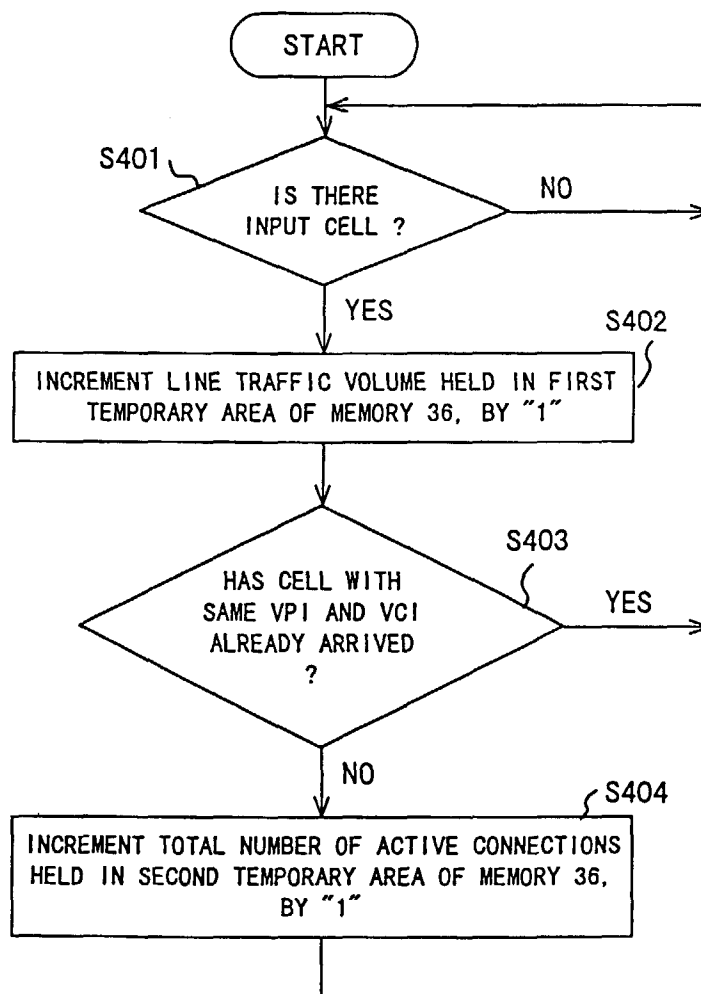 START
S401
IS THERE
INPUT CELL ?
NO
YES
S402
INCREMENT LINE TRAFFIC VOLUME HELD IN FIRST
TEMPORARY AREA OF MEMORY 36, BY "1"
S403
HAS CELL WITH
SAME VPI AND VCI
ALREADY ARRIVED
?
YES
NO
S404
INCREMENT TOTAL NUMBER OF ACTIVE CONNECTIONS
HELD IN SECOND TEMPORARY AREA OF MEMORY 36,
BY "1"